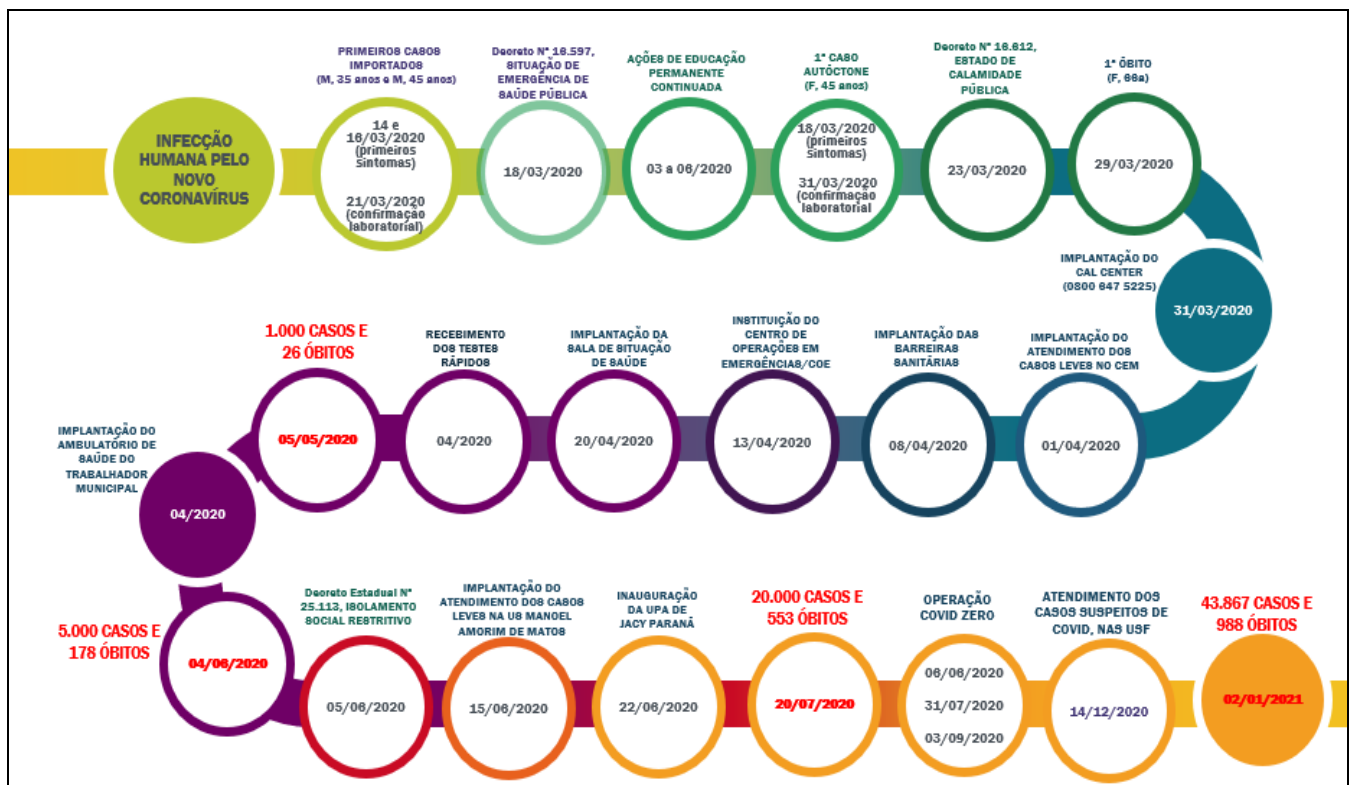 INFECÇÃO
HUMANA PELO
NOVO
CORONAVÍRUS
PRIMEIROS CASOS
IMPORTADOS
(M, 35 anos e M, 45 anos)
14 e
16/03/2020
(primeiros
sintomas)
21/03/2020
(confirmação
laboratorial)
Decreto N° 16.597,
SITUAÇÃO DE
EMERGÊNCIA DE
SAÚDE PÚBLICA
18/03/2020
AÇÕES DE EDUCAÇÃO
PERMANENTE
CONTINUADA
03 a 06/2020
1° CASO
AUTÓCTONE
(F, 45 anos)
18/03/2020
(primeiros
sintomas)
31/03/2020
(confirmação
laboratorial
Decreto N° 16.612,
ESTADO DE
CALAMIDADE
PÚBLICA
23/03/2020
1° ÓBITO
(F, 66a)
29/03/2020
IMPLANTAÇÃO DO
CAL CENTER
(0800 647 5225)
31/03/2020
IMPLANTAÇÃO DO
ATENDIMENTO DOS
CASOS LEVES NO CEM
01/04/2020
IMPLANTAÇÃO DAS
BARREIRAS
SANITÁRIAS
08/04/2020
INSTITUIÇÃO DO
CENTRO DE
OPERAÇÕES EM
EMERGÊNCIAS/COE
13/04/2020
IMPLANTAÇÃO DA
SALA DE SITUAÇÃO
DE SAÚDE
20/04/2020
RECEBIMENTO
DOS TESTES
RÁPIDOS
04/2020
1.000 CASOS E
26 ÓBITOS
05/05/2020
IMPLANTAÇÃO DO
AMBULATÓRIO DE
SAÚDE DO
TRABALHADOR
MUNICIPAL
04/2020
5.000 CASOS E
178 ÓBITOS
04/06/2020
Decreto Estadual N°
25.113, ISOLAMENTO
SOCIAL RESTRITIVO
05/06/2020
IMPLANTAÇÃO DO
ATENDIMENTO DOS CASOS
LEVES NA US MANOEL
AMORIM DE MATOS
15/06/2020
INAUGURAÇÃO
DA UPA DE
JACY PARANÁ
22/06/2020
20.000 CASOS E
553 ÓBITOS
20/07/2020
OPERAÇÃO
COVID ZERO
06/06/2020
31/07/2020
03/09/2020
ATENDIMENTO DOS
CASOS SUSPEITOS DE
COVID, NAS USF
14/12/2020
43.867 CASOS E
988 ÓBITOS
02/01/2021